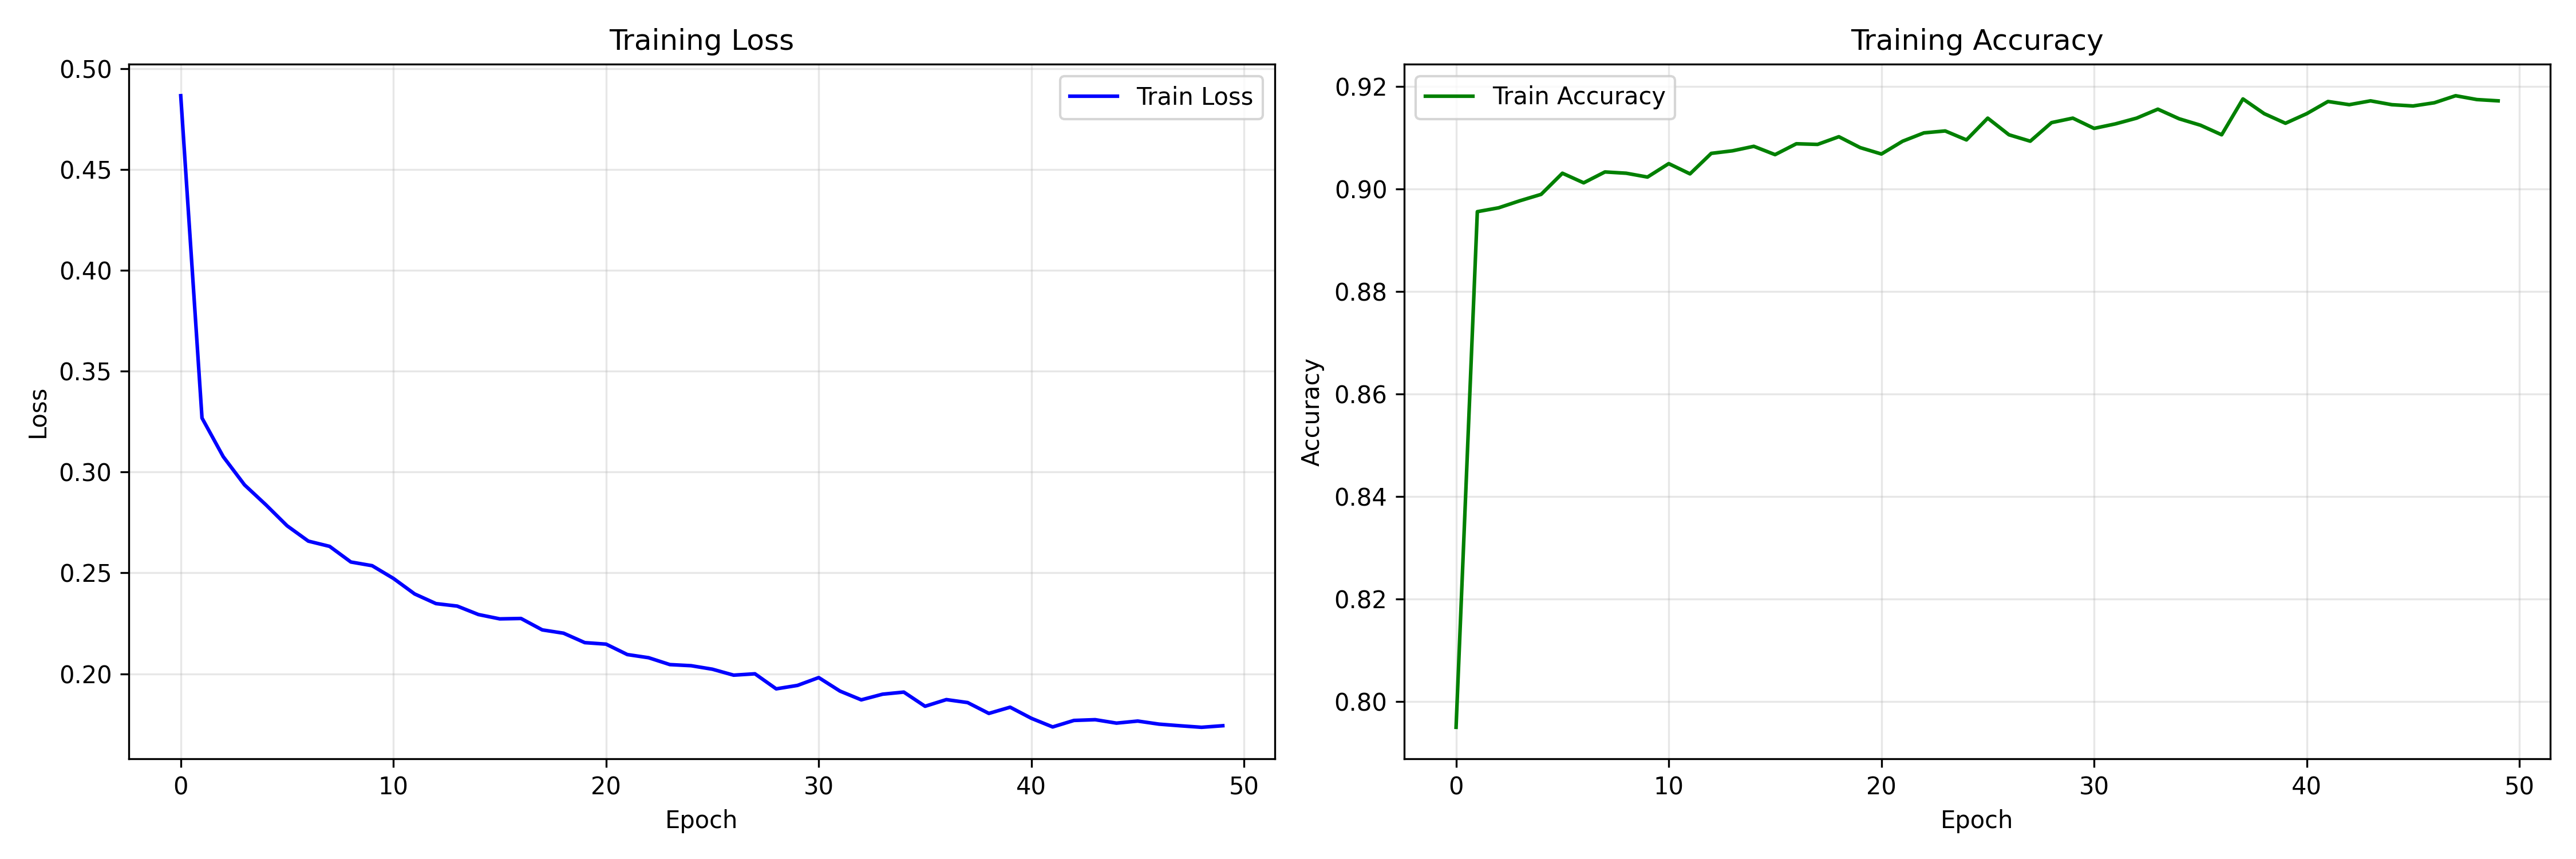 Training Loss
Train Loss
0.50
0.45
0.40
0.35
0.30
0.25
0.20
Loss
0 10 20 30 40 50
Epoch
Training Accuracy
Train Accuracy
0.92
0.90
0.88
0.86
0.84
0.82
0.80
Accuracy
0 10 20 30 40 50
Epoch